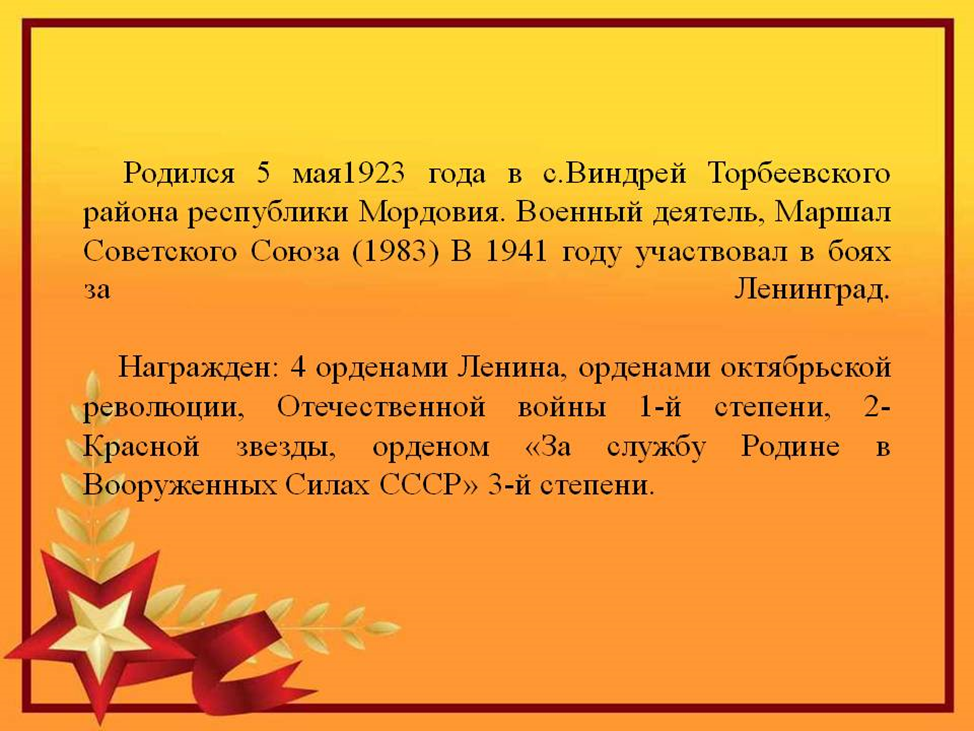 Родился 5 мая1923 года в с.Виндрей Торбеевского
района республики Мордовия. Военный деятель, Маршал
Советского Союза (1983) В 1941 году участвовал в боях
за Ленинград.
Награжден: 4 орденами Ленина, орденами октябрьской
революции, Отечественной войны 1-й степени, 2-
Красной звезды, орденом «За службу Родине в
Вооруженных Силах СССР» 3-й степени.